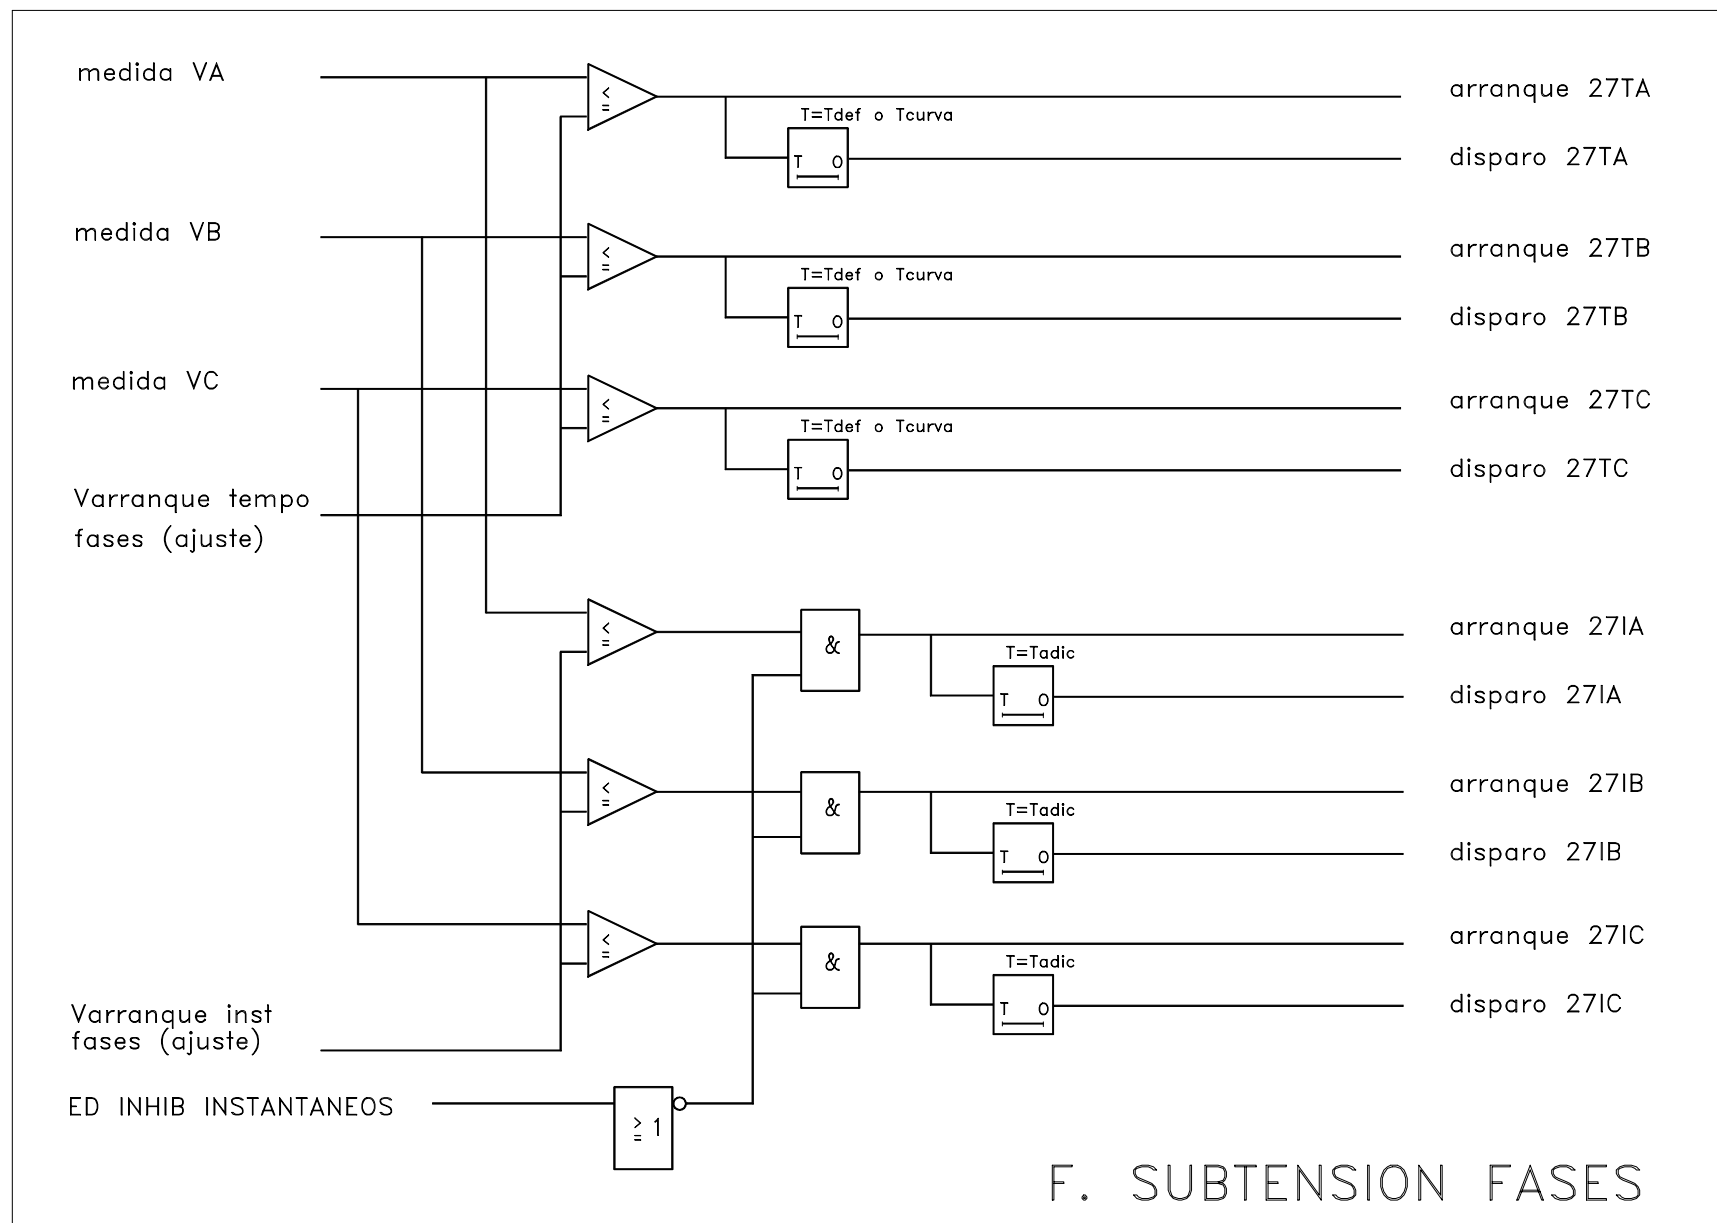 medida VA
≤
T=Tdef o Tcurva
T O
arranque 27TA
disparo 27TA
medida VB
≤
T=Tdef o Tcurva
T O
arranque 27TB
disparo 27TB
medida VC
≤
T=Tdef o Tcurva
T O
arranque 27TC
disparo 27TC
Varranque tempo
fases (ajuste)
≤
&
T=Tadic
T O
arranque 27IA
disparo 27IA
≤
&
T=Tadic
T O
arranque 27IB
disparo 27IB
≤
&
T=Tadic
T O
arranque 27IC
disparo 27IC
Varranque inst
fases (ajuste)
ED INHIB INSTANTANEOS
≥ 1
F. SUBTENSION FASES